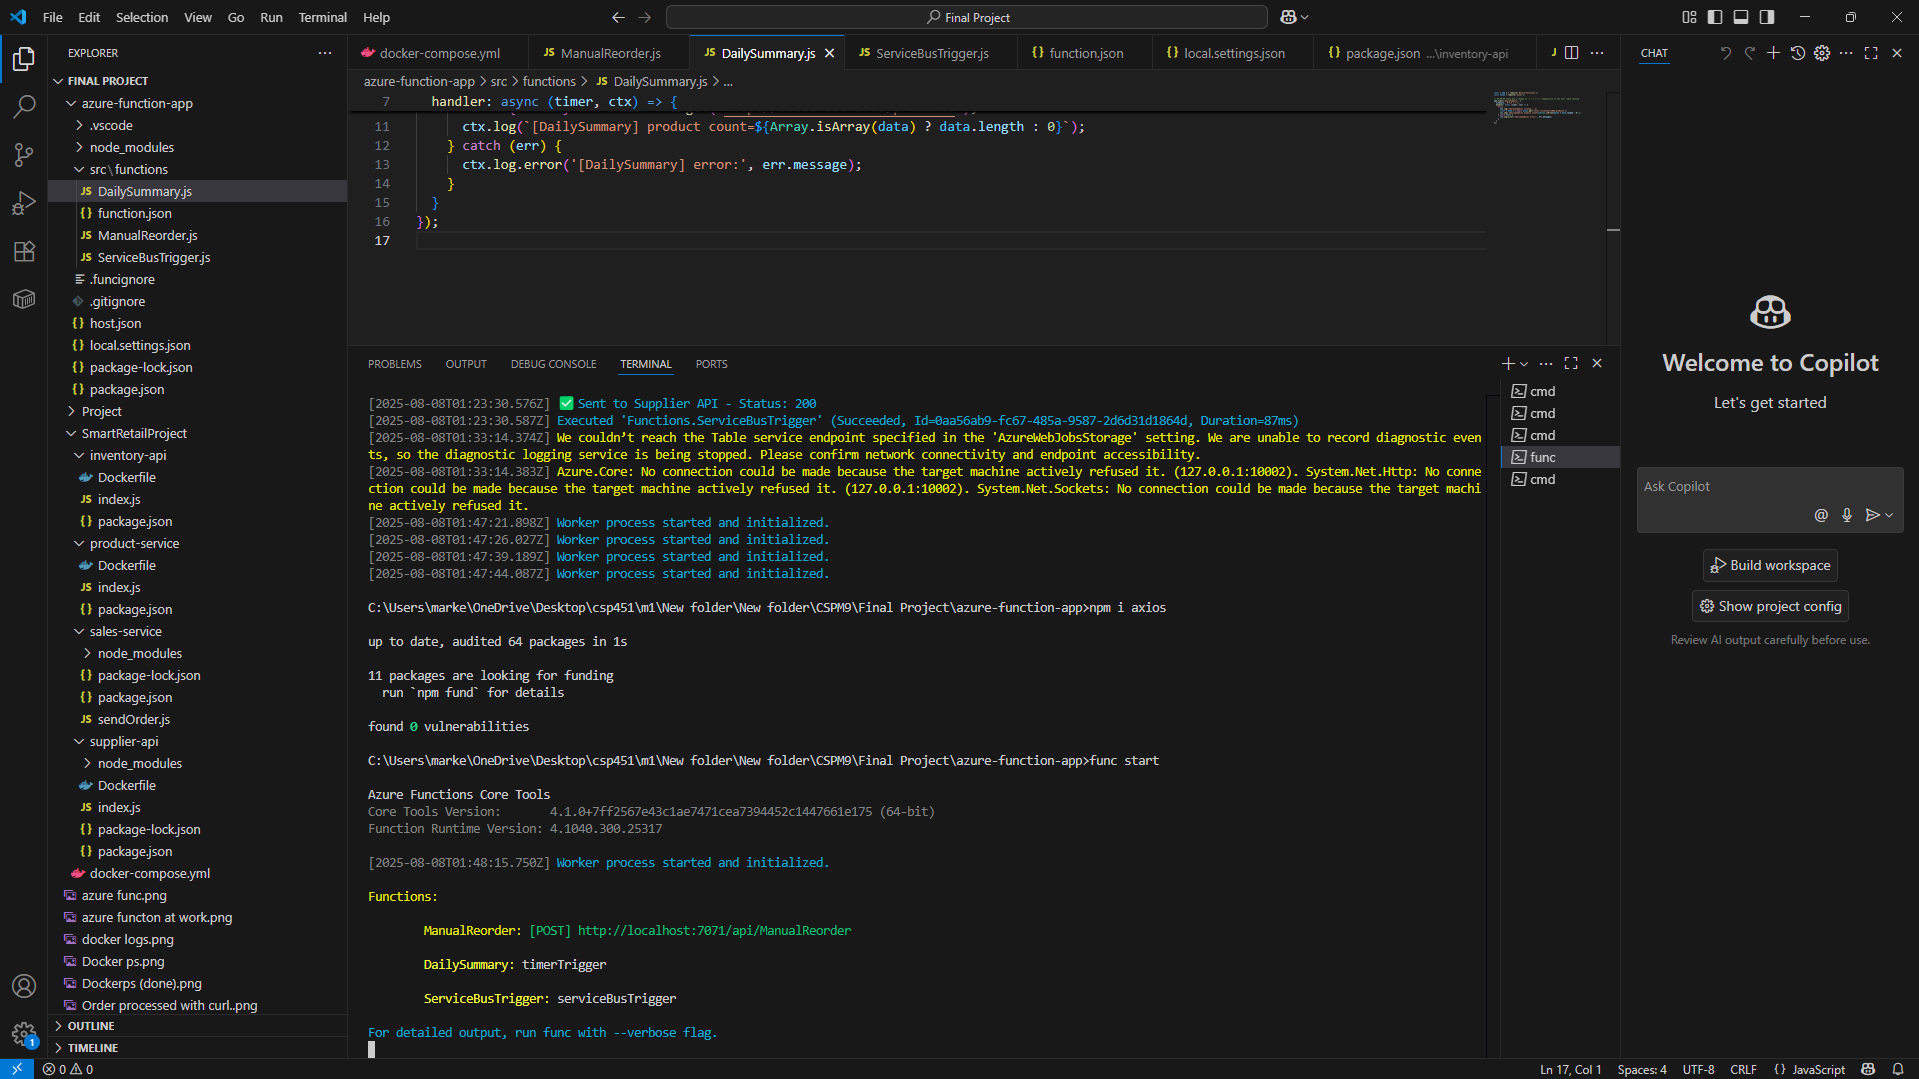 File Edit Selection View Go Run Terminal Help
Final Project
EXPLORER
FINAL PROJECT
azure-function-app
.vscode
node_modules
src\functions
JS DailySummary.js
{} function.json
JS ManualReorder.js
JS ServiceBusTrigger.js
.funcignore
.gitignore
{} host.json
{} local.settings.json
{} package-lock.json
{} package.json
Project
SmartRetailProject
inventory-api
Dockerfile
JS index.js
{} package.json
product-service
Dockerfile
JS index.js
{} package.json
sales-service
node_modules
{} package-lock.json
{} package.json
JS sendOrder.js
supplier-api
node_modules
Dockerfile
JS index.js
{} package-lock.json
{} package.json
docker-compose.yml
azure func.png
azure functon at work.png
docker logs.png
Docker ps.png
Dockerps (done).png
Order processed with curl..png
OUTLINE
TIMELINE
docker-compose.yml
JS ManualReorder.js
JS DailySummary.js
JS ServiceBusTrigger.js
{} function.json
{} local.settings.json
{} package.json ...\inventory-api
J
azure-function-app > src > functions > JS DailySummary.js > ...
7 handler: async (timer, ctx) => {
11 ctx.log(`[DailySummary] product count=${Array.isArray(data) ? data.length : 0}`);
12 } catch (err) {
13 ctx.log.error('[DailySummary] error:', err.message);
14 }
15 }
16 });
17
PROBLEMS OUTPUT DEBUG CONSOLE TERMINAL PORTS
[2025-08-08T01:23:30.576Z] ✅ Sent to Supplier API - Status: 200
[2025-08-08T01:23:30.587Z] Executed 'Functions.ServiceBusTrigger' (Succeeded, Id=0aa56ab9-fc67-485a-9587-2d6d31d1864d, Duration=87ms)
[2025-08-08T01:33:14.374Z] We couldn’t reach the Table service endpoint specified in the 'AzureWebJobsStorage' setting. We are unable to record diagnostic even
ts, so the diagnostic logging service is being stopped. Please confirm network connectivity and endpoint accessibility.
[2025-08-08T01:33:14.383Z] Azure.Core: No connection could be made because the target machine actively refused it. (127.0.0.1:10002). System.Net.Http: No conne
ction could be made because the target machine actively refused it. (127.0.0.1:10002). System.Net.Sockets: No connection could be made because the target machi
ne actively refused it.
[2025-08-08T01:47:21.898Z] Worker process started and initialized.
[2025-08-08T01:47:26.027Z] Worker process started and initialized.
[2025-08-08T01:47:39.189Z] Worker process started and initialized.
[2025-08-08T01:47:44.087Z] Worker process started and initialized.
C:\Users\marke\OneDrive\Desktop\csp451\m1\New folder\New folder\CSPM9\Final Project\azure-function-app>npm i axios
up to date, audited 64 packages in 1s
11 packages are looking for funding
run `npm fund` for details
found 0 vulnerabilities
C:\Users\marke\OneDrive\Desktop\csp451\m1\New folder\New folder\CSPM9\Final Project\azure-function-app>func start
Azure Functions Core Tools
Core Tools Version: 4.1.0+7ff2567e43c1ae7471cea7394452c1447661e175 (64-bit)
Function Runtime Version: 4.1040.300.25317
[2025-08-08T01:48:15.750Z] Worker process started and initialized.
Functions:
ManualReorder: [POST] http://localhost:7071/api/ManualReorder
DailySummary: timerTrigger
ServiceBusTrigger: serviceBusTrigger
For detailed output, run func with --verbose flag.
cmd
cmd
cmd
func
cmd
CHAT
Welcome to Copilot
Let's get started
Ask Copilot
Build workspace
Show project config
Review AI output carefully before use.
1
0 0
Ln 17, Col 1 Spaces: 4 UTF-8 CRLF {} JavaScript